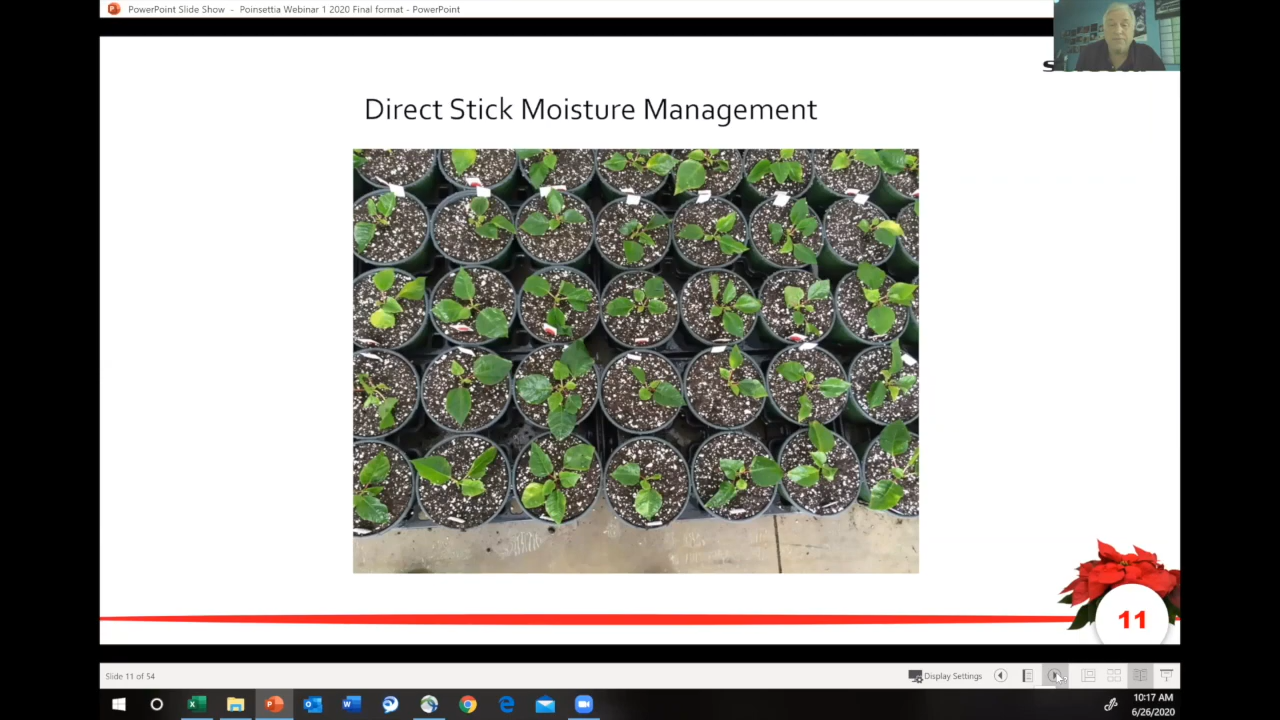 PowerPoint Slide Show - Poinsettia Webinar 1 2020 Final format - PowerPoint
Direct Stick Moisture Management
11
Slide 11 of 54
Display Settings
10:17 AM
6/26/2020